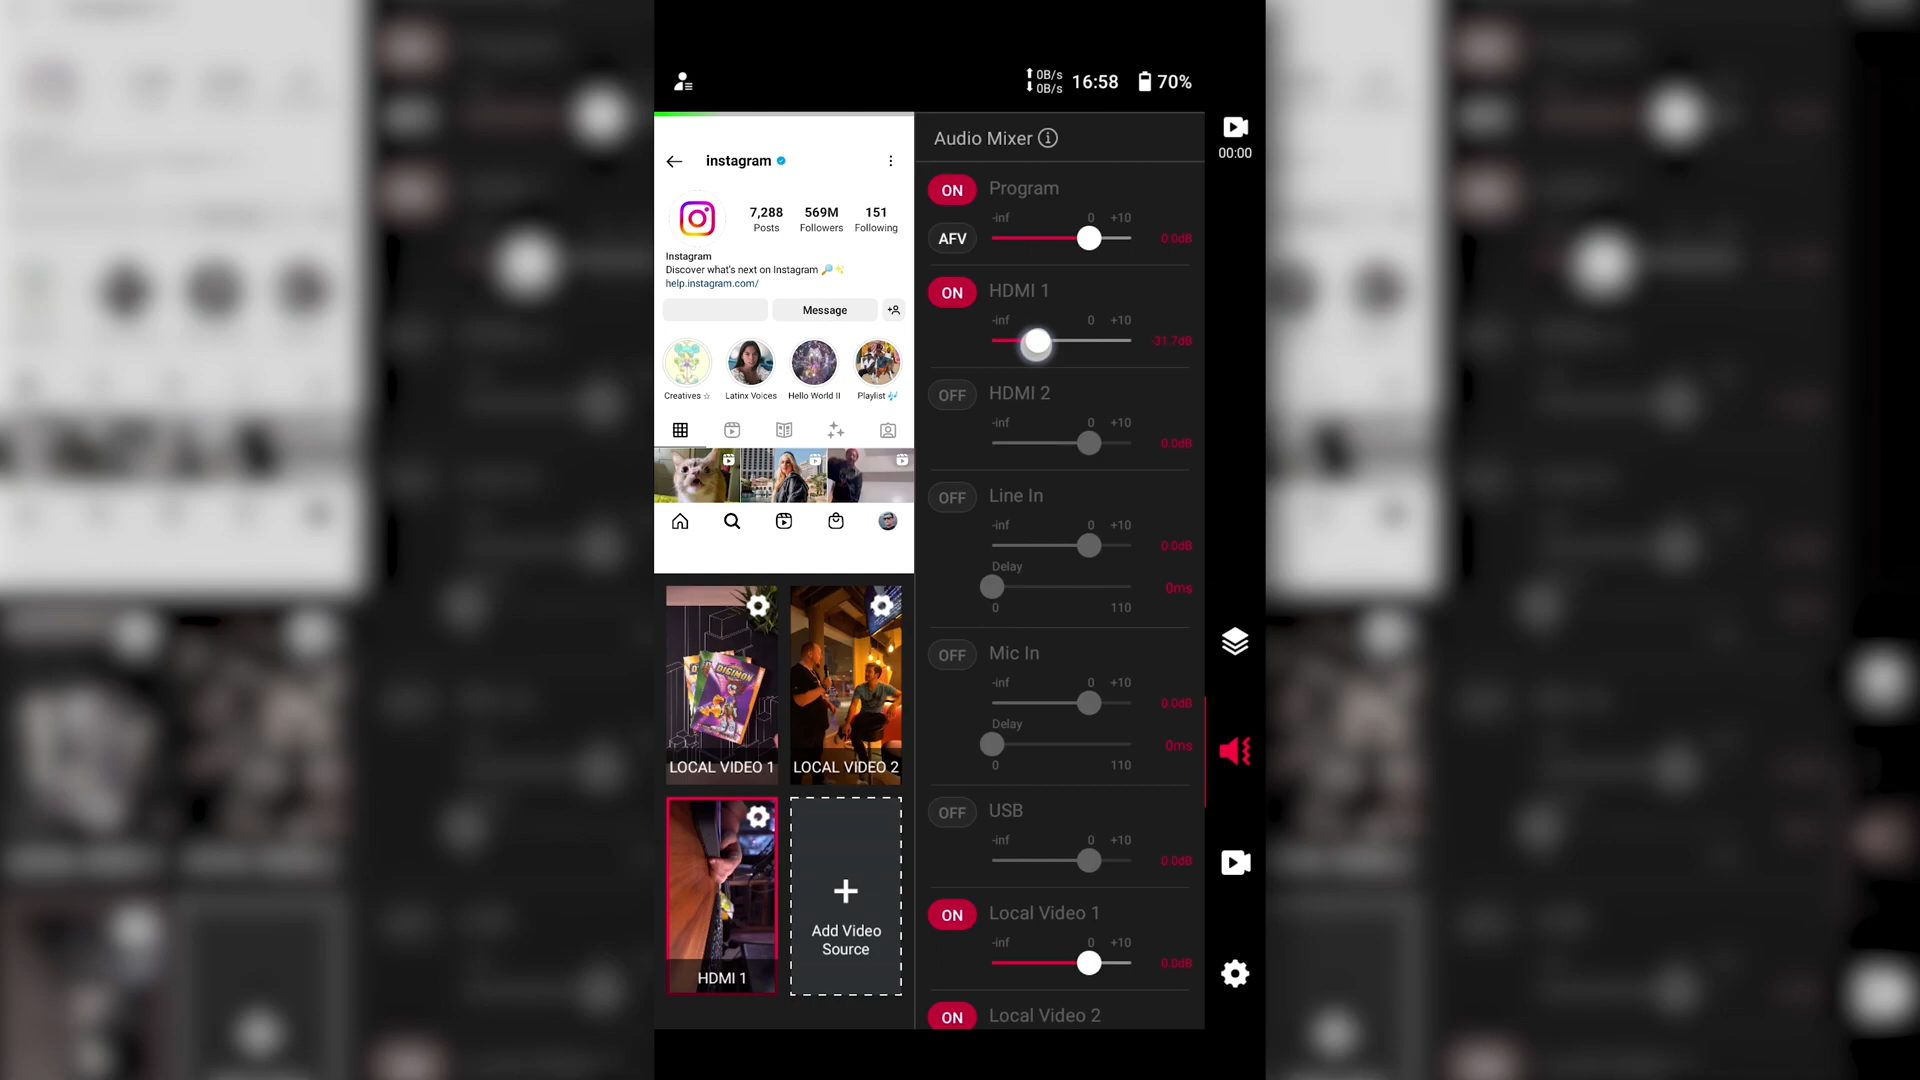 0B/s
0B/s
16:58
70%
instagram
7,288
569M
151
Posts
Followers
Following
Instagram
Discover what's next on Instagram 🔎✨
help.instagram.com/
Message
Creatives ☆
Latinx Voices
Hello World II
Playlist 🎶
DIGIMON
LOCAL VIDEO 1
LOCAL VIDEO 2
HDMI 1
Add Video
Source
Audio Mixer
ON
Program
-inf 0 +10
AFV
0.0dB
ON
HDMI 1
-inf 0 +10
-31.7dB
OFF
HDMI 2
-inf 0 +10
0.0dB
OFF
Line In
-inf 0 +10
0.0dB
Delay
0ms
0 110
OFF
Mic In
-inf 0 +10
0.0dB
Delay
0ms
0 110
OFF
USB
-inf 0 +10
0.0dB
ON
Local Video 1
-inf 0 +10
0.0dB
ON
Local Video 2
00:00